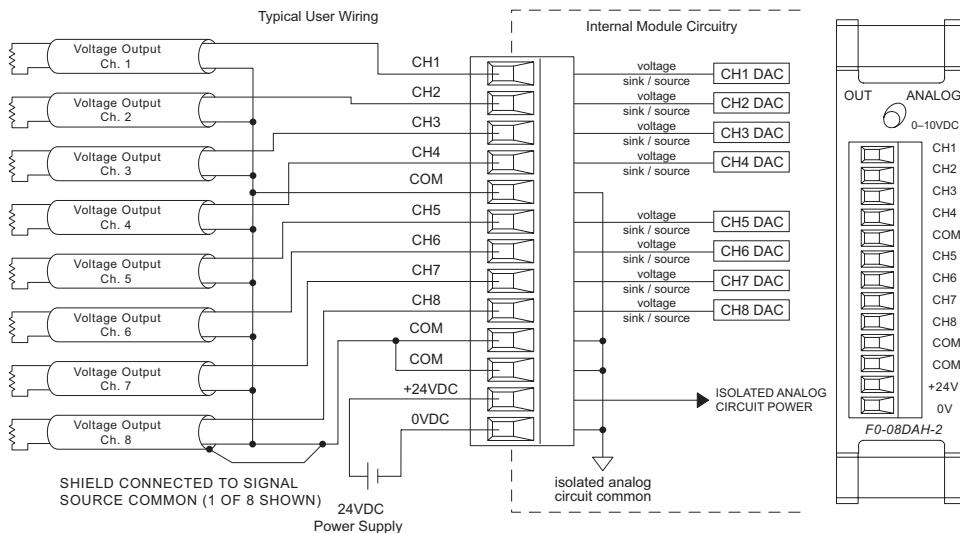 Typical User Wiring
Internal Module Circuitry
Voltage Output
Ch. 1
Voltage Output
Ch. 2
Voltage Output
Ch. 3
Voltage Output
Ch. 4
Voltage Output
Ch. 5
Voltage Output
Ch. 6
Voltage Output
Ch. 7
Voltage Output
Ch. 8
SHIELD CONNECTED TO SIGNAL
SOURCE COMMON (1 OF 8 SHOWN)
24VDC
Power Supply
CH1
CH2
CH3
CH4
COM
CH5
CH6
CH7
CH8
COM
COM
+24VDC
0VDC
voltage
sink / source
CH1 DAC
voltage
sink / source
CH2 DAC
voltage
sink / source
CH3 DAC
voltage
sink / source
CH4 DAC
voltage
sink / source
CH5 DAC
voltage
sink / source
CH6 DAC
voltage
sink / source
CH7 DAC
voltage
sink / source
CH8 DAC
ISOLATED ANALOG
CIRCUIT POWER
isolated analog
circuit common
OUT ANALOG
0–10VDC
CH1
CH2
CH3
CH4
COM
CH5
CH6
CH7
CH8
COM
COM
+24V
0V
F0-08DAH-2